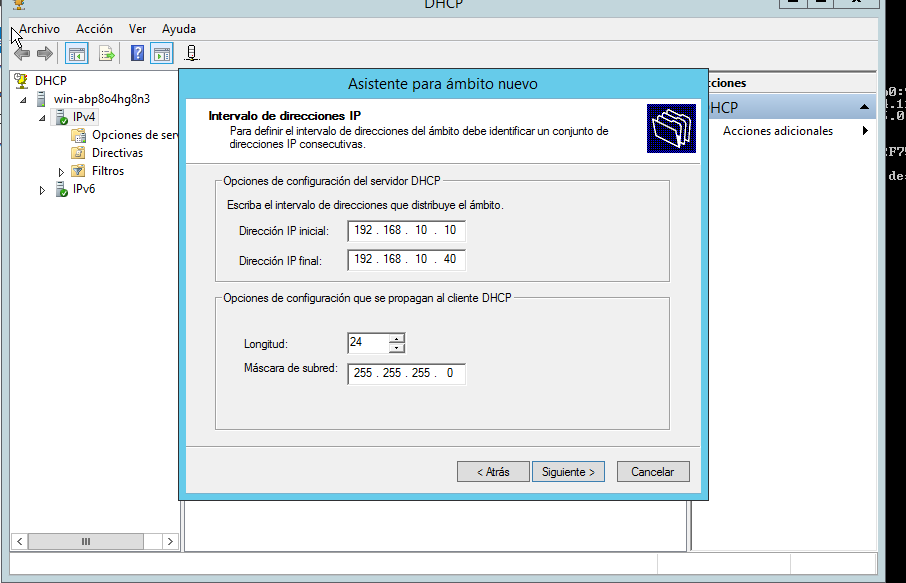 DHCP
Archivo Acción Ver Ayuda
DHCP
win-abp8o4hg8n3
IPv4
Opciones de ser
Directivas
Filtros
IPv6
Asistente para ámbito nuevo
Intervalo de direcciones IP
Para definir el intervalo de direcciones del ámbito debe identificar un conjunto de
direcciones IP consecutivas.
Opciones de configuración del servidor DHCP
Escriba el intervalo de direcciones que distribuye el ámbito.
Dirección IP inicial: 192 . 168 . 10 . 10
Dirección IP final: 192 . 168 . 10 . 40
Opciones de configuración que se propagan al cliente DHCP
Longitud: 24
Máscara de subred: 255 . 255 . 255 . 0
< Atrás Siguiente > Cancelar
ciones
HCP
Acciones adicionales